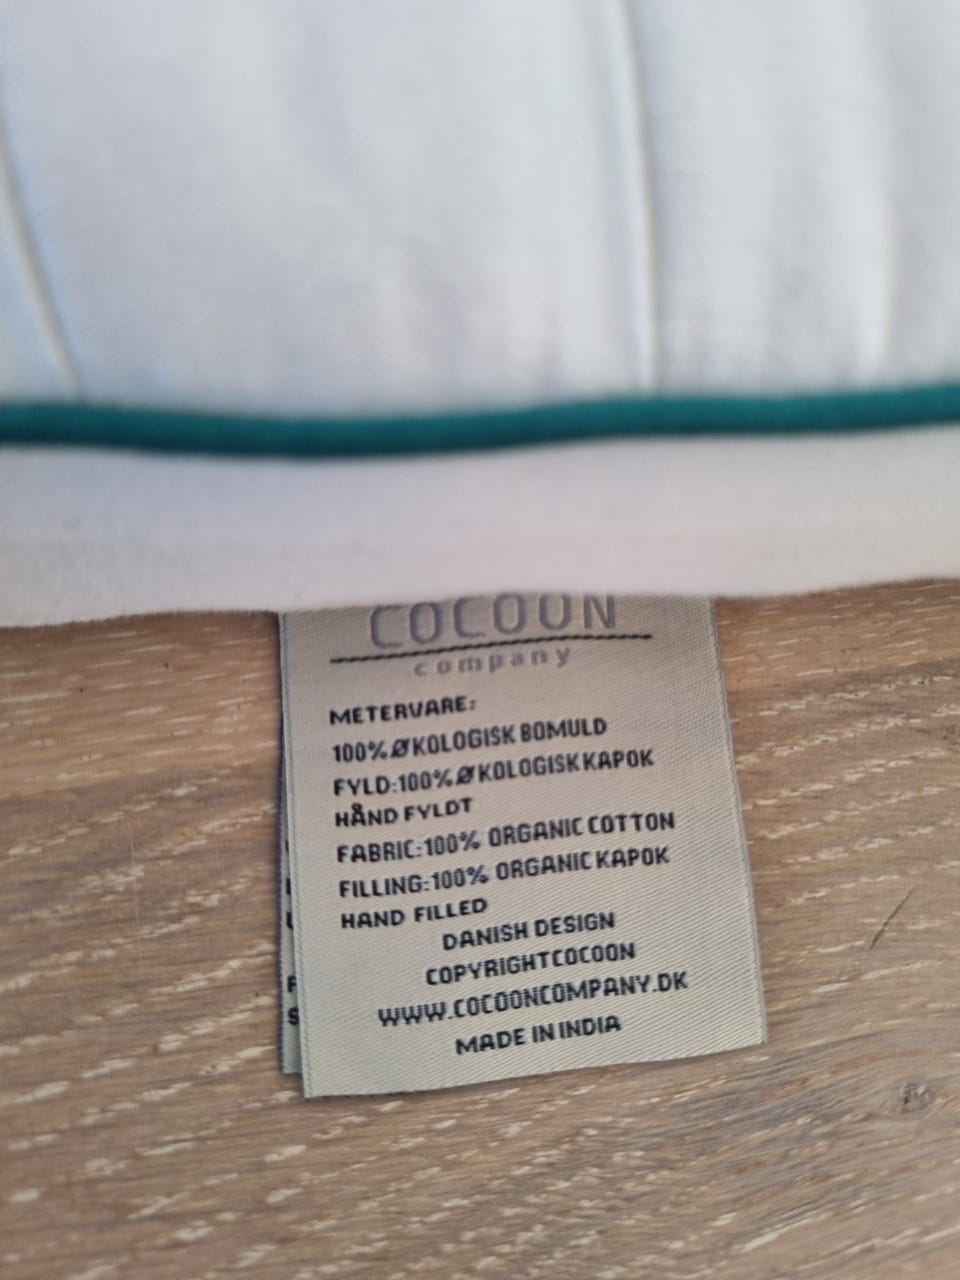 COCOON
company
METERVARE:
100% ØKOLOGISK BOMULD
FYLD:100% ØKOLOGISK KAPOK
HÅND FYLDT
FABRIC:100% ORGANIC COTTON
FILLING:100% ORGANIC KAPOK
HAND FILLED
DANISH DESIGN
COPYRIGHTCOCOON
WWW.COCOONCOMPANY.DK
MADE IN INDIA